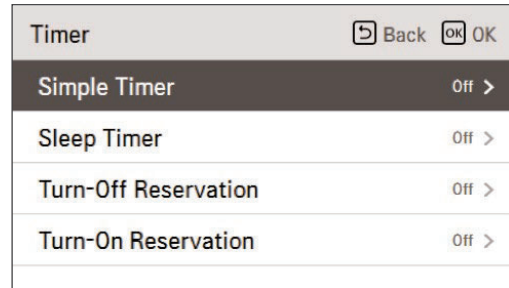 Timer Back OK OK
Simple Timer Off >
Sleep Timer Off >
Turn-Off Reservation Off >
Turn-On Reservation Off >